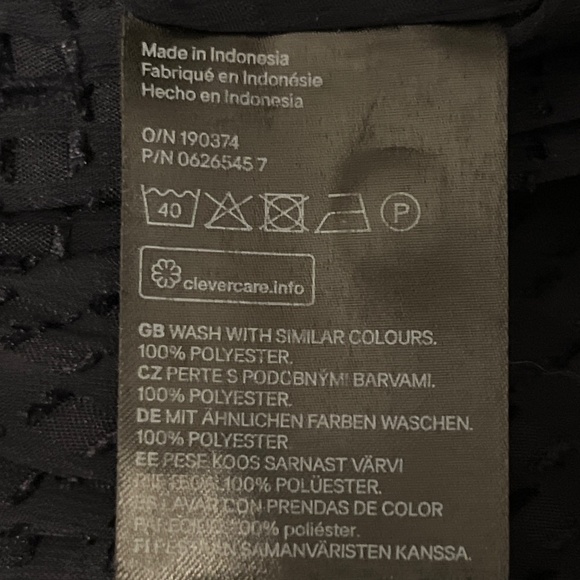 Made in Indonesia
Fabriqué en Indonésie
Hecho en Indonesia
O/N 190374
P/N 0626545 7
40
P
clevercare.info
GB WASH WITH SIMILAR COLOURS.
100% POLYESTER.
CZ PERTE S PODOBNÝMI BARVAMI.
100% POLYESTER.
DE MIT ÄHNLICHEN FARBEN WASCHEN.
100% POLYESTER
EE PESE KOOS SARNAST VÄRVI
100% POLÜESTER.
LAVAR CON PRENDAS DE COLOR
100% poliéster.
FI SAMANVÄRISTEN KANSSA.